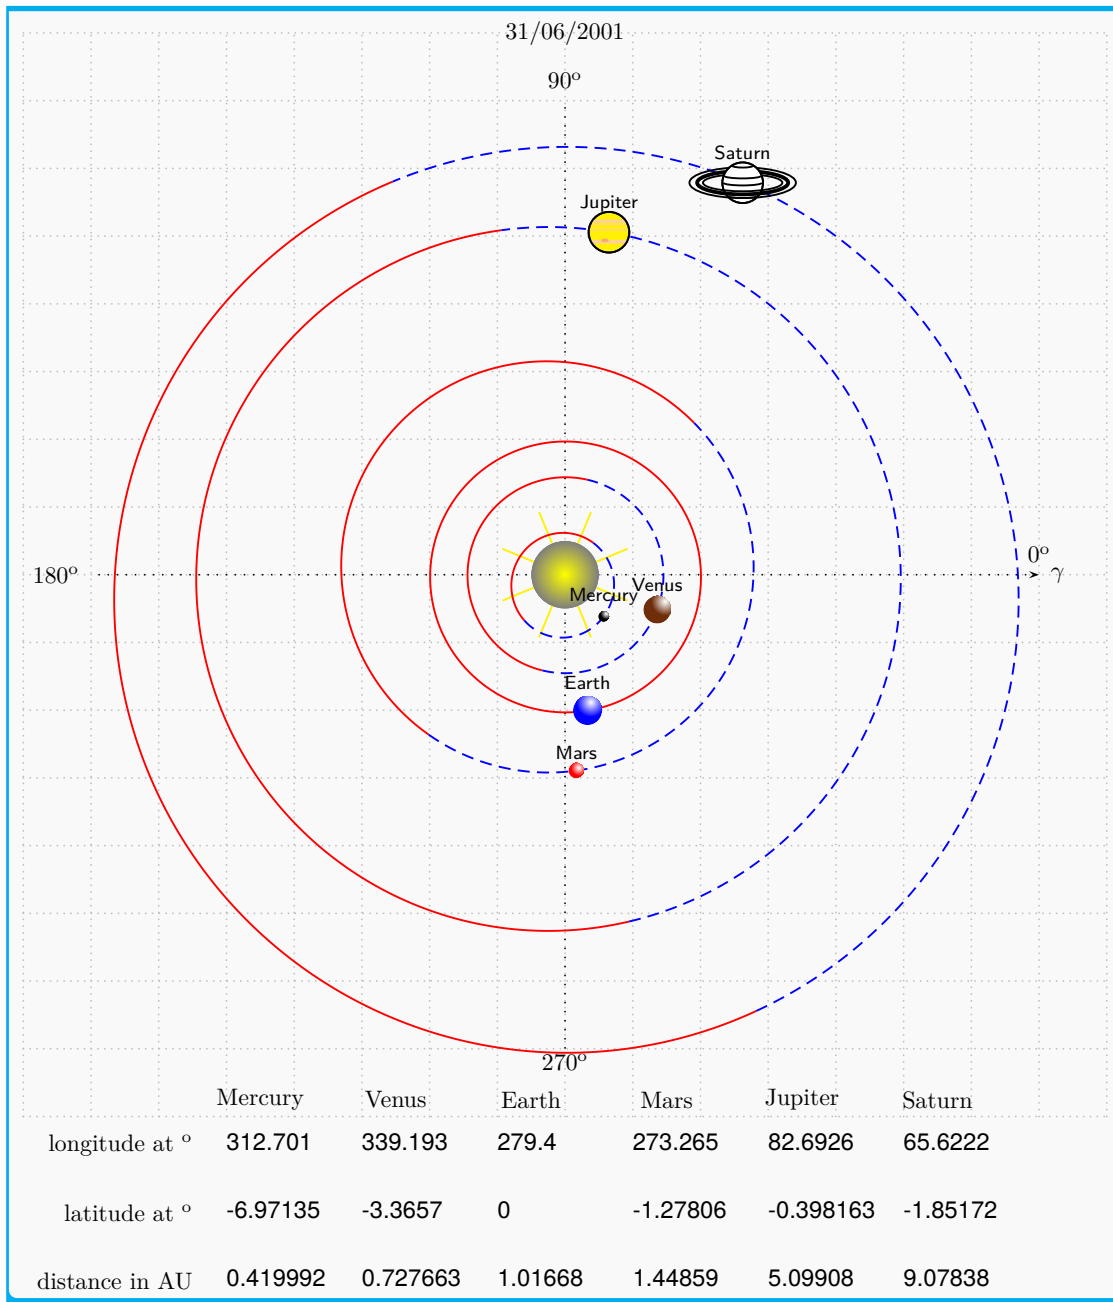 31/06/2001
90º
Saturn
Jupiter
0º
180º
γ
Venus
Mercury
Earth
Mars
270º
Mercury Venus Earth Mars Jupiter Saturn
longitude at º 312.701 339.193 279.4 273.265 82.6926 65.6222
latitude at º -6.97135 -3.3657 0 -1.27806 -0.398163 -1.85172
distance in AU 0.419992 0.727663 1.01668 1.44859 5.09908 9.07838